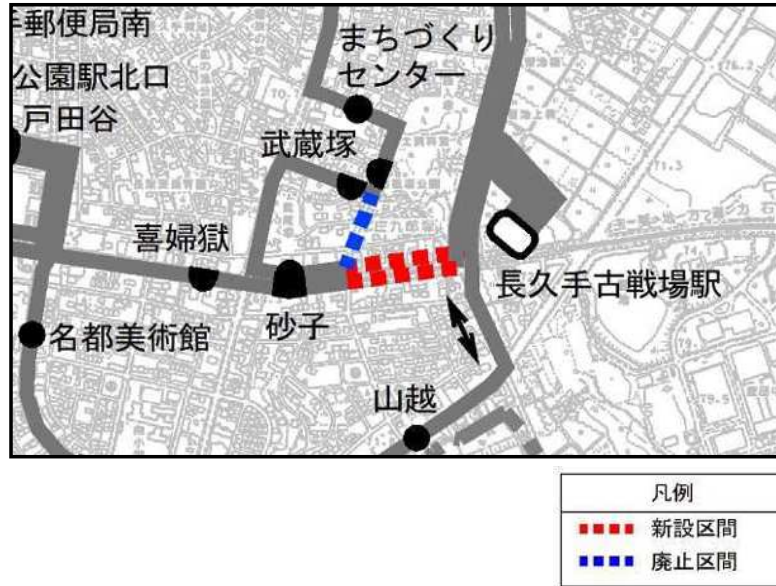 手郵便局南
公園駅北口
戸田谷
まちづくり
センター
武蔵塚
喜婦獄
砂子
長久手古戦場駅
名都美術館
山越
凡例
新設区間
廃止区間